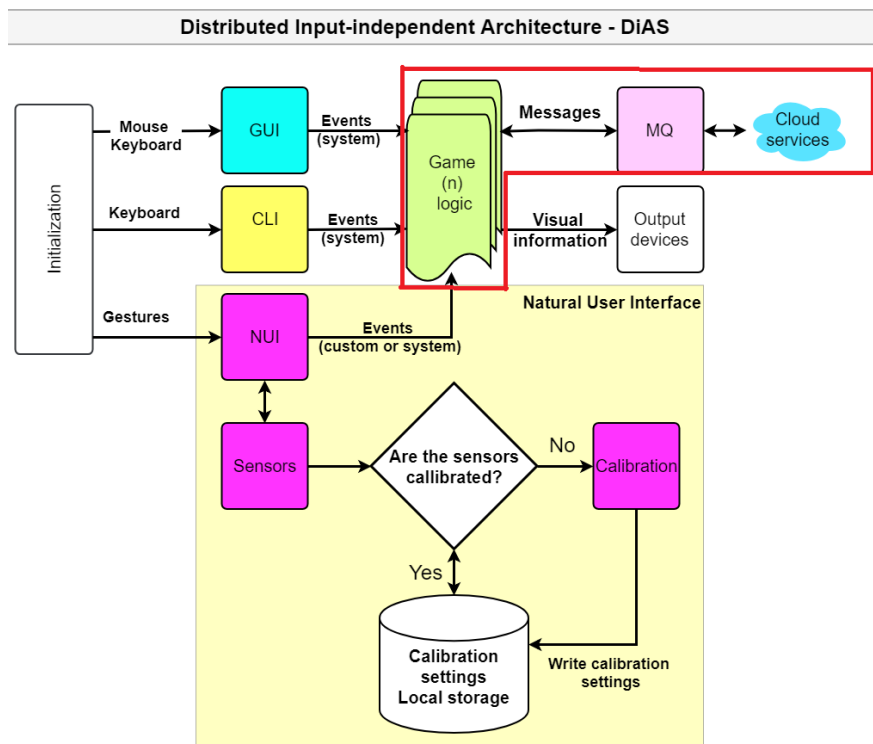 Distributed Input-independent Architecture - DiAS
Initialization
Mouse
Keyboard
GUI
Events
(system)
Game
(n)
logic
Messages
MQ
Cloud
services
Keyboard
CLI
Events
(system)
Visual
information
Output
devices
Natural User Interface
Gestures
NUI
Events
(custom or system)
Sensors
Are the sensors
callibrated?
No
Calibration
Yes
Calibration
settings
Local storage
Write calibration
settings